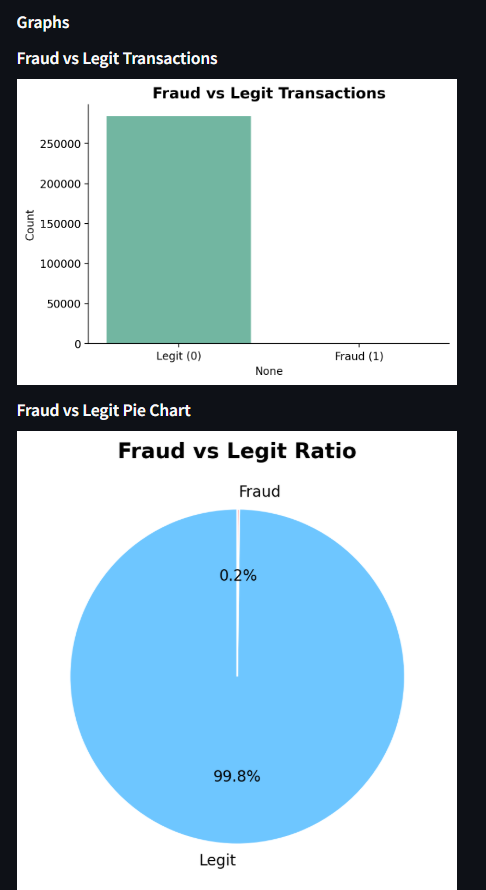 Graphs
Fraud vs Legit Transactions
Fraud vs Legit Transactions
250000
200000
150000
100000
50000
0
Count
Legit (0)
Fraud (1)
None
Fraud vs Legit Pie Chart
Fraud vs Legit Ratio
Fraud
0.2%
99.8%
Legit